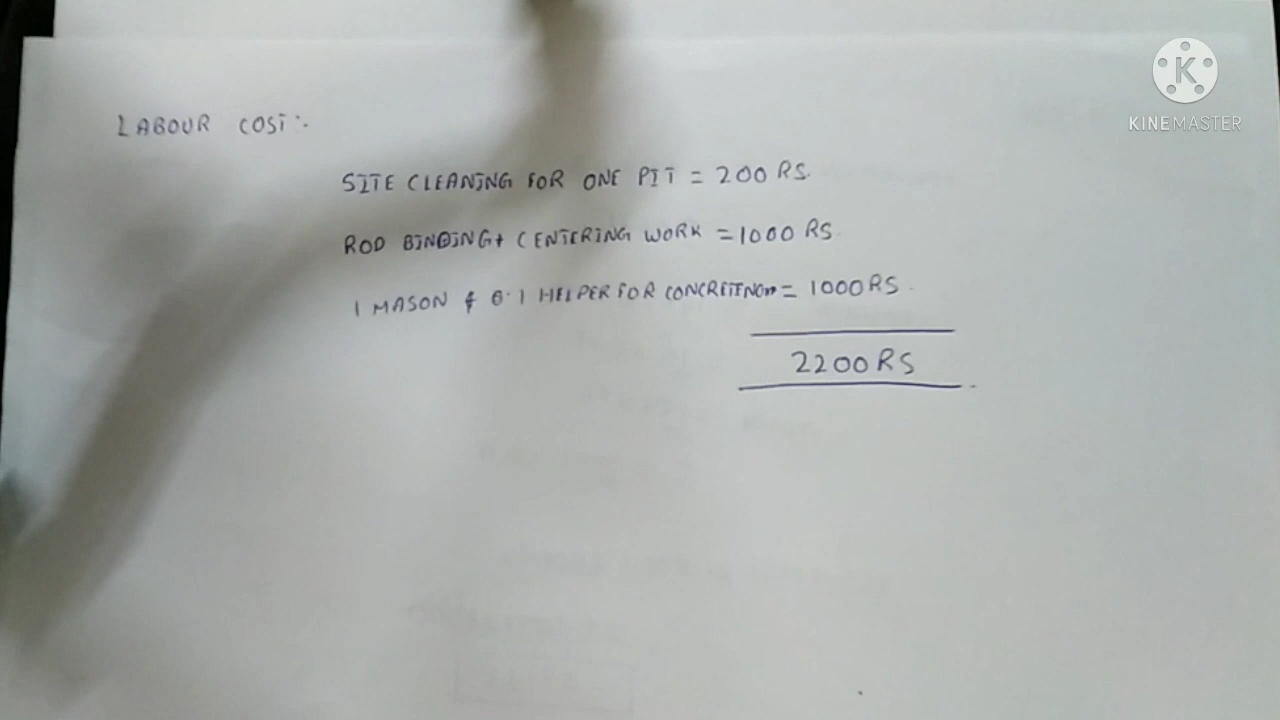 KINEMASTER
LABOUR COST:-
SITE CLEANING FOR ONE PIT = 200 RS.
ROD BINDING+ CENTERING WORK = 1000 RS
1 MASON & 1 HELPER FOR CONCRETING = 1000 RS.
2200 RS